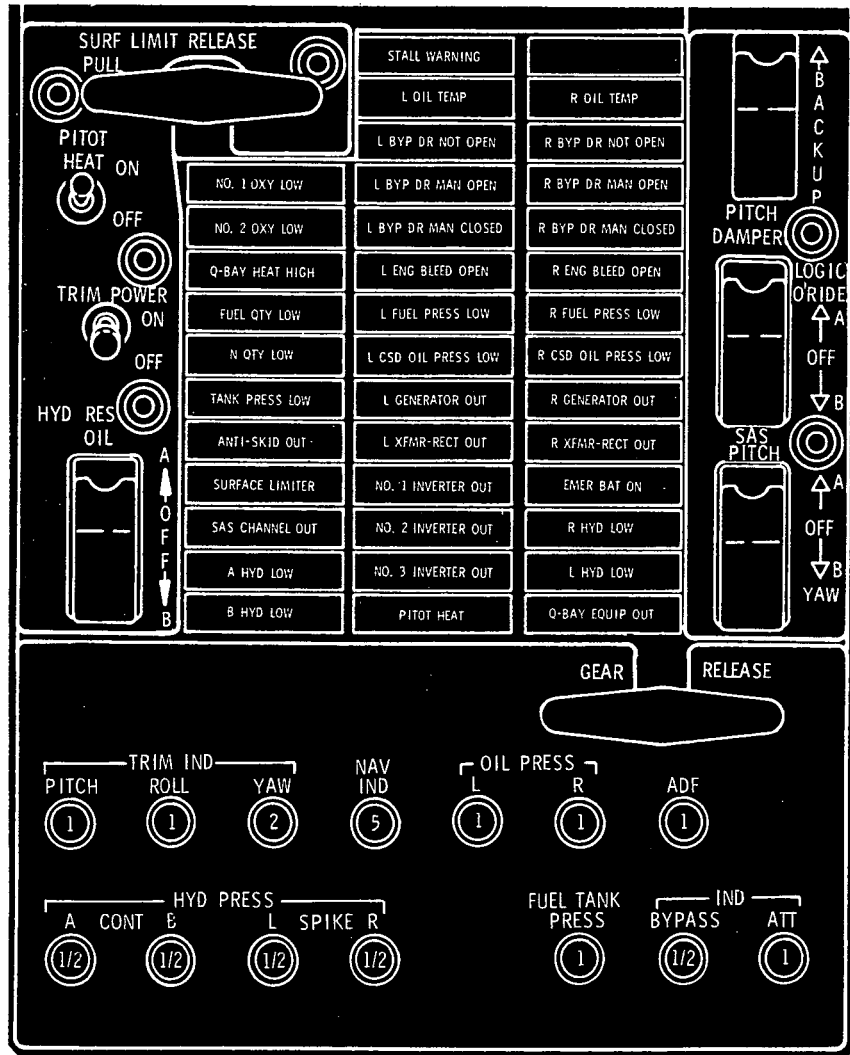 SURF LIMIT RELEASE
PULL
PITOT
HEAT
ON
OFF
TRIM POWER
ON
OFF
HYD RES
OIL
A
OFF
B
STALL WARNING
L OIL TEMP
R OIL TEMP
L BYP DR NOT OPEN
R BYP DR NOT OPEN
NO. 1 OXY LOW
L BYP DR MAN OPEN
R BYP DR MAN OPEN
NO. 2 OXY LOW
L BYP DR MAN CLOSED
R BYP DR MAN CLOSED
Q-BAY HEAT HIGH
L ENG BLEED OPEN
R ENG BLEED OPEN
FUEL QTY LOW
L FUEL PRESS LOW
R FUEL PRESS LOW
N QTY LOW
L CSD OIL PRESS LOW
R CSD OIL PRESS LOW
TANK PRESS LOW
L GENERATOR OUT
R GENERATOR OUT
ANTI-SKID OUT
L XFMR-RECT OUT
R XFMR-RECT OUT
SURFACE LIMITER
NO. 1 INVERTER OUT
EMER BAT ON
SAS CHANNEL OUT
NO. 2 INVERTER OUT
R HYD LOW
A HYD LOW
NO. 3 INVERTER OUT
L HYD LOW
B HYD LOW
PITOT HEAT
Q-BAY EQUIP OUT
BACKUP
PITCH
DAMPER
LOGIC
O'RIDE
A
OFF
B
SAS
PITCH
A
OFF
B
YAW
GEAR RELEASE
TRIM IND
PITCH ROLL YAW
NAV
IND
OIL PRESS
L R
ADF
1 1 2 5 1 1 1
HYD PRESS
A CONT B L SPIKE R
FUEL TANK
PRESS
IND
BYPASS ATT
1/2 1/2 1/2 1/2 1 1/2 1